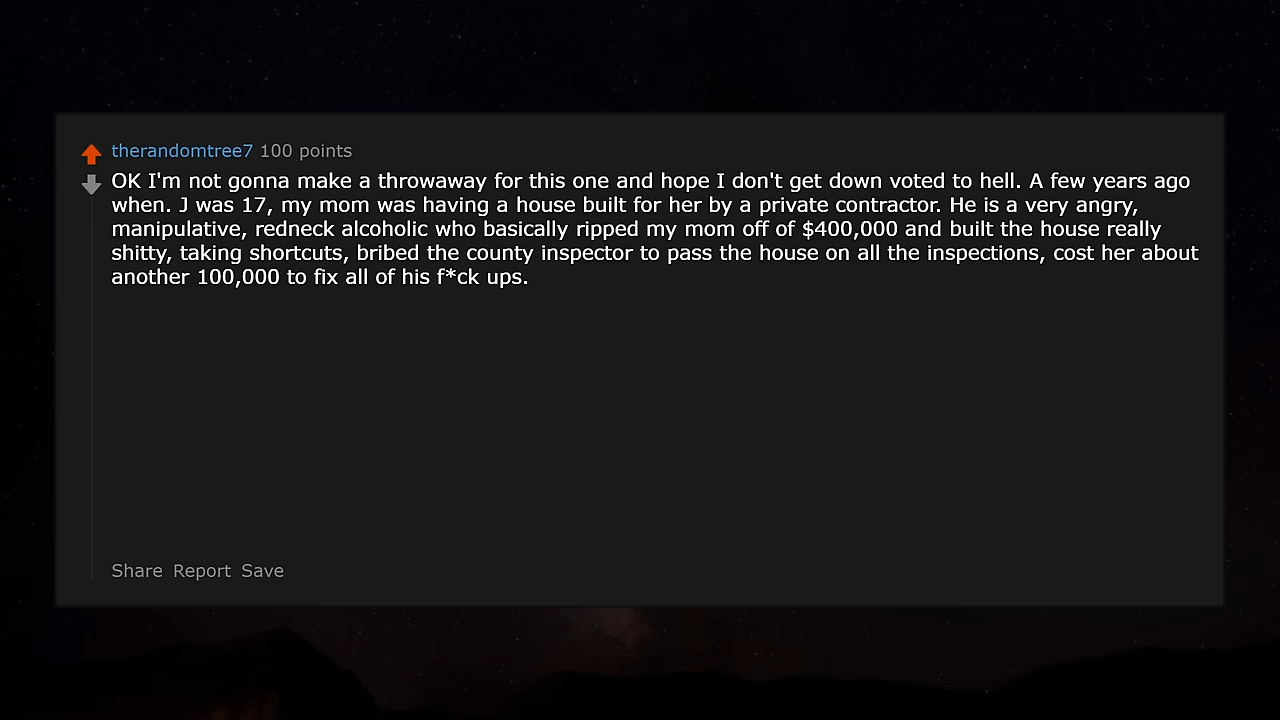 therandomtree7 100 points
OK I'm not gonna make a throwaway for this one and hope I don't get down voted to hell. A few years ago
when. J was 17, my mom was having a house built for her by a private contractor. He is a very angry,
manipulative, redneck alcoholic who basically ripped my mom off of $400,000 and built the house really
shitty, taking shortcuts, bribed the county inspector to pass the house on all the inspections, cost her about
another 100,000 to fix all of his f*ck ups.
Share Report Save